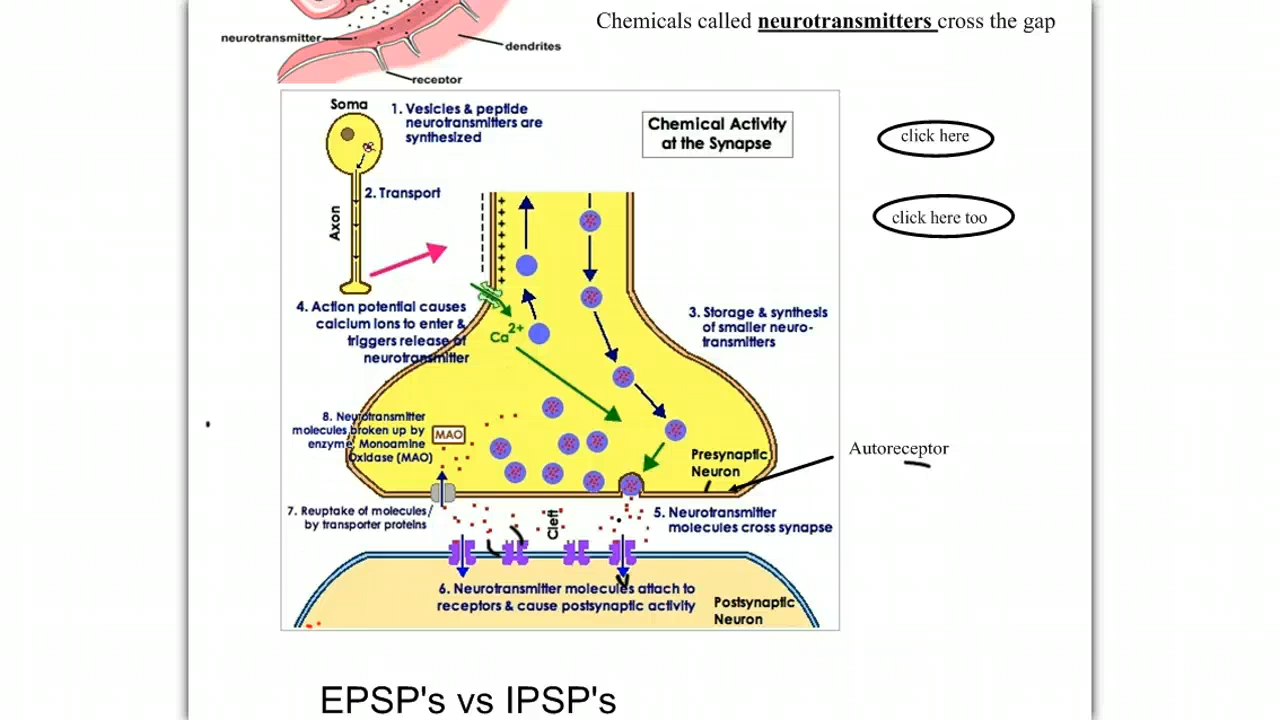 Chemicals called neurotransmitters cross the gap
neurotransmitter
dendrites
receptor
Soma
1. Vesicles & peptide
neurotransmitters are
synthesized
Chemical Activity
at the Synapse
click here
2. Transport
Axon
click here too
4. Action potential causes
calcium ions to enter &
triggers release of
neurotransmitter
Ca2+
3. Storage & synthesis
of smaller neuro-
transmitters
8. Neurotransmitter
molecules broken up by
enzyme, Monoamine
Oxidase (MAO)
MAO
Presynaptic
Neuron
Autoreceptor
7. Reuptake of molecules
by transporter proteins
Cleft
5. Neurotransmitter
molecules cross synapse
6. Neurotransmitter molecules attach to
receptors & cause postsynaptic activity
Postsynaptic
Neuron
EPSP's vs IPSP's